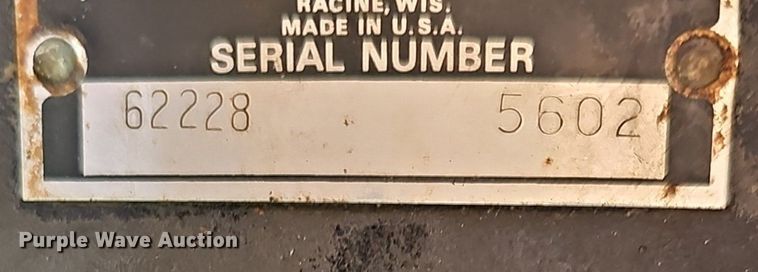 RACINE, WIS.
MADE IN U.S.A.
SERIAL NUMBER
62228 5602
Purple Wave Auction